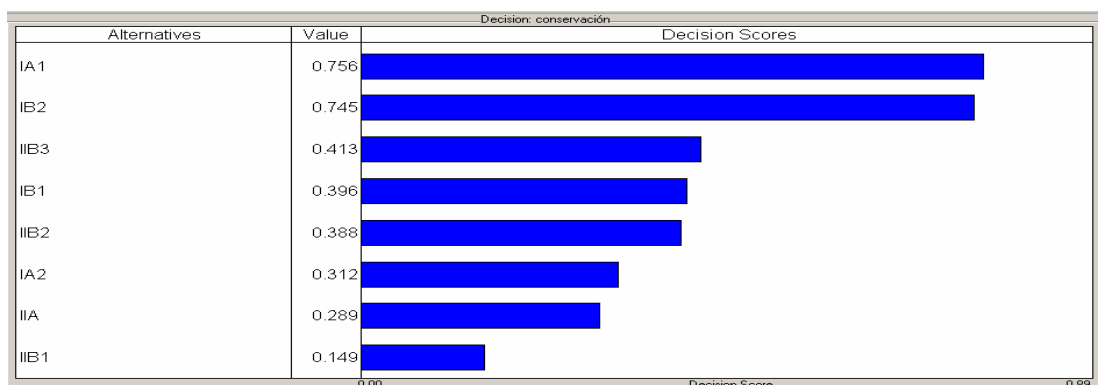 Decision: conservación
Alternatives Value Decision Scores
IA1 0.756
IB2 0.745
IIB3 0.413
IB1 0.396
IIB2 0.388
IA2 0.312
IIA 0.289
IIB1 0.149
0.00 Decision Score 0.89